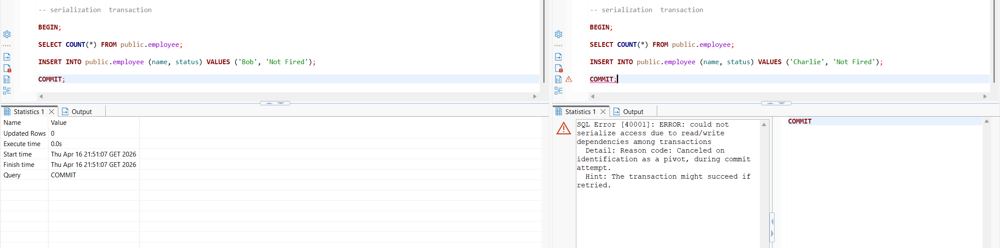 -- serialization  transaction
BEGIN;
SELECT COUNT(*) FROM public.employee;
INSERT INTO public.employee (name, status) VALUES ('Bob', 'Not Fired');
COMMIT;
Statistics 1
Output
Name Value
Updated Rows 0
Execute time 0.0s
Start time Thu Apr 16 21:51:07 GET 2026
Finish time Thu Apr 16 21:51:07 GET 2026
Query COMMIT
-- serialization  transaction
BEGIN;
SELECT COUNT(*) FROM public.employee;
INSERT INTO public.employee (name, status) VALUES ('Charlie', 'Not Fired');
COMMIT;
Statistics 1
Output
SQL Error [40001]: ERROR: could not
serialize access due to read/write
dependencies among transactions
  Detail: Reason code: Canceled on
identification as a pivot, during commit
attempt.
  Hint: The transaction might succeed if
retried.
COMMIT